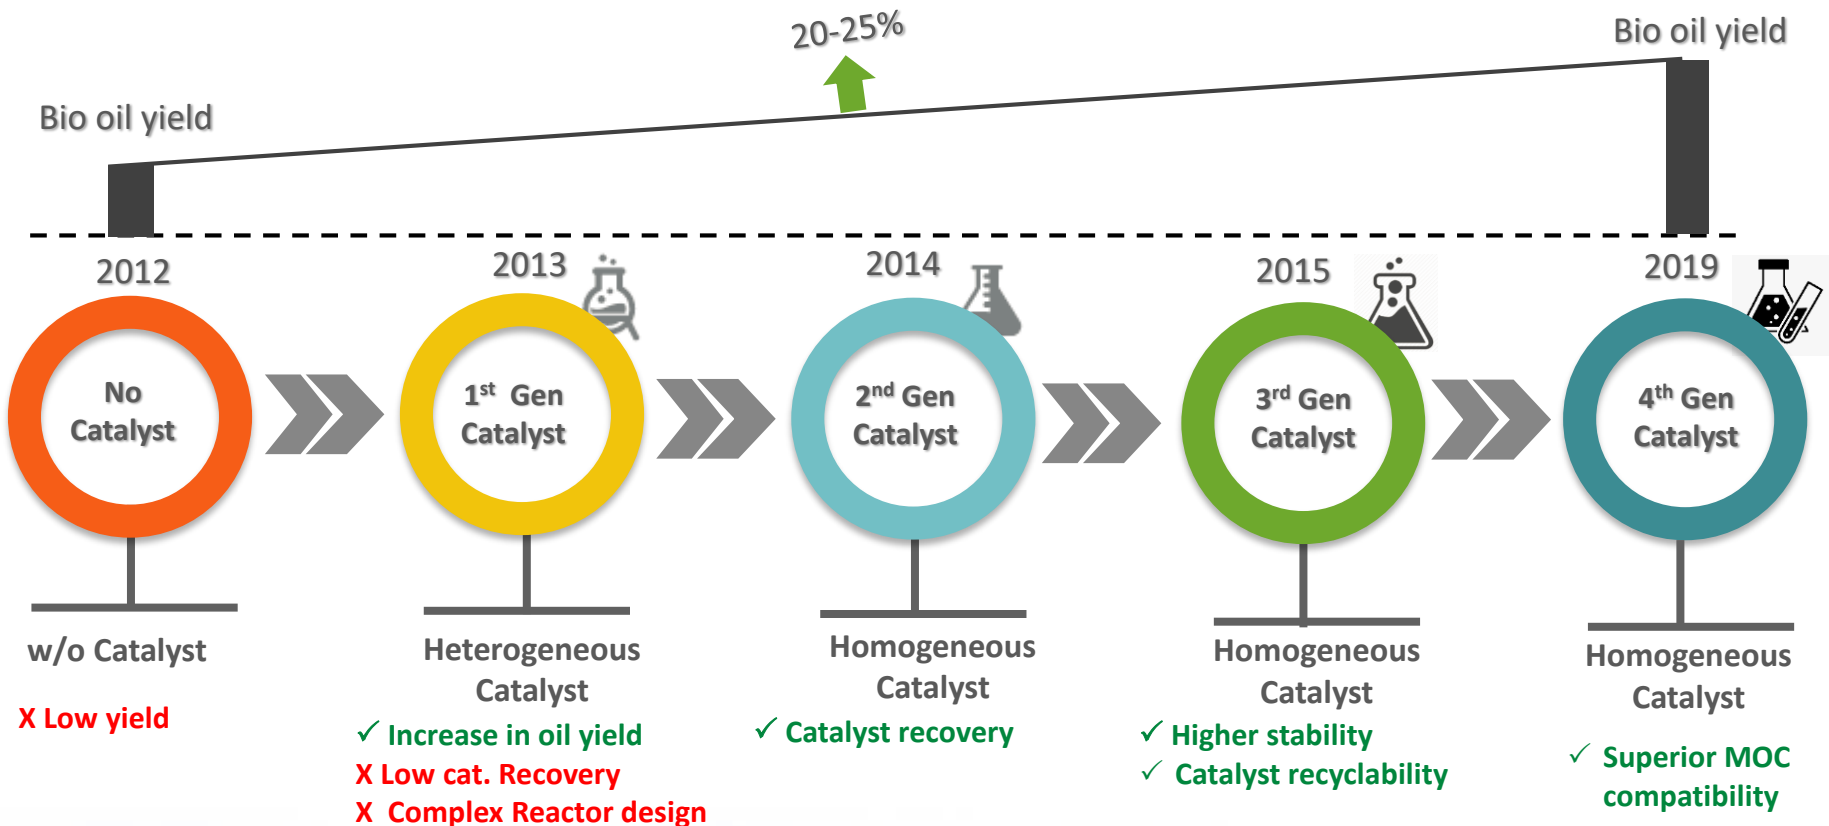 20-25%
Bio oil yield
Bio oil yield
2012
2013
2014
2015
2019
No
Catalyst
1st Gen
Catalyst
2nd Gen
Catalyst
3rd Gen
Catalyst
4th Gen
Catalyst
w/o Catalyst
X Low yield
Heterogeneous
Catalyst
✓ Increase in oil yield
X Low cat. Recovery
X Complex Reactor design
Homogeneous
Catalyst
✓ Catalyst recovery
Homogeneous
Catalyst
✓ Higher stability
✓ Catalyst recyclability
Homogeneous
Catalyst
✓ Superior MOC
compatibility